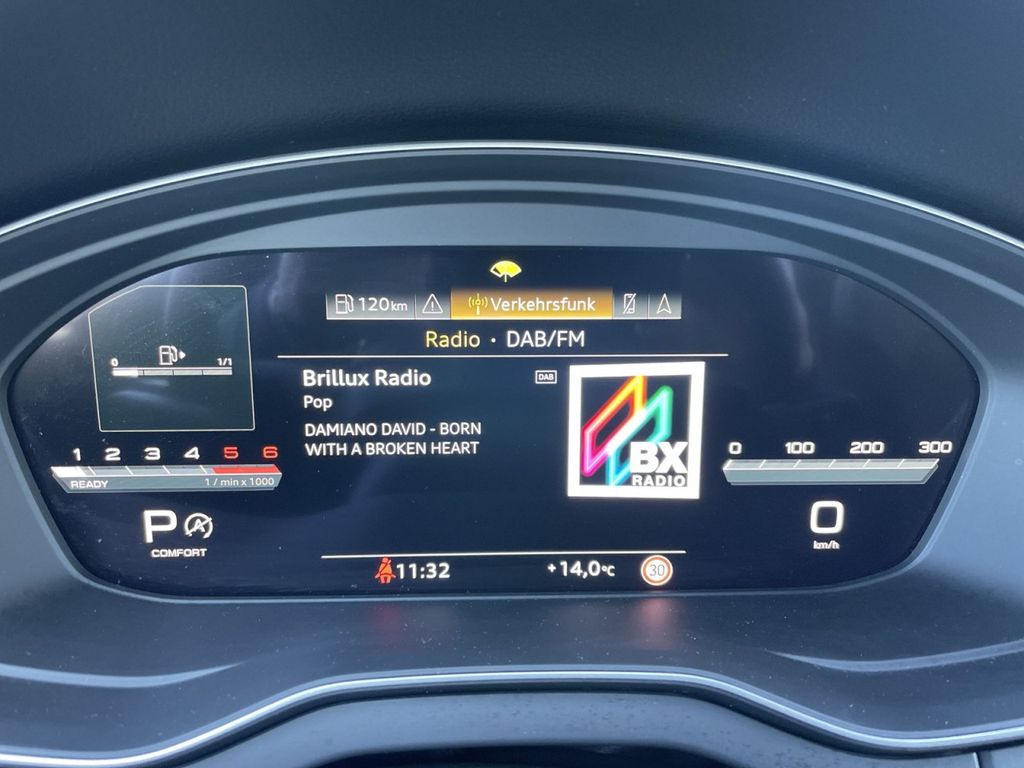 120 km
Verkehrsfunk
Radio · DAB/FM
0 1/1
Brillux Radio DAB
Pop
DAMIANO DAVID - BORN
WITH A BROKEN HEART
BX
RADIO
1 2 3 4 5 6
READY 1 / min x 1000
0 100 200 300
P A
COMFORT
0
km/h
11:32 +14,0°C 30